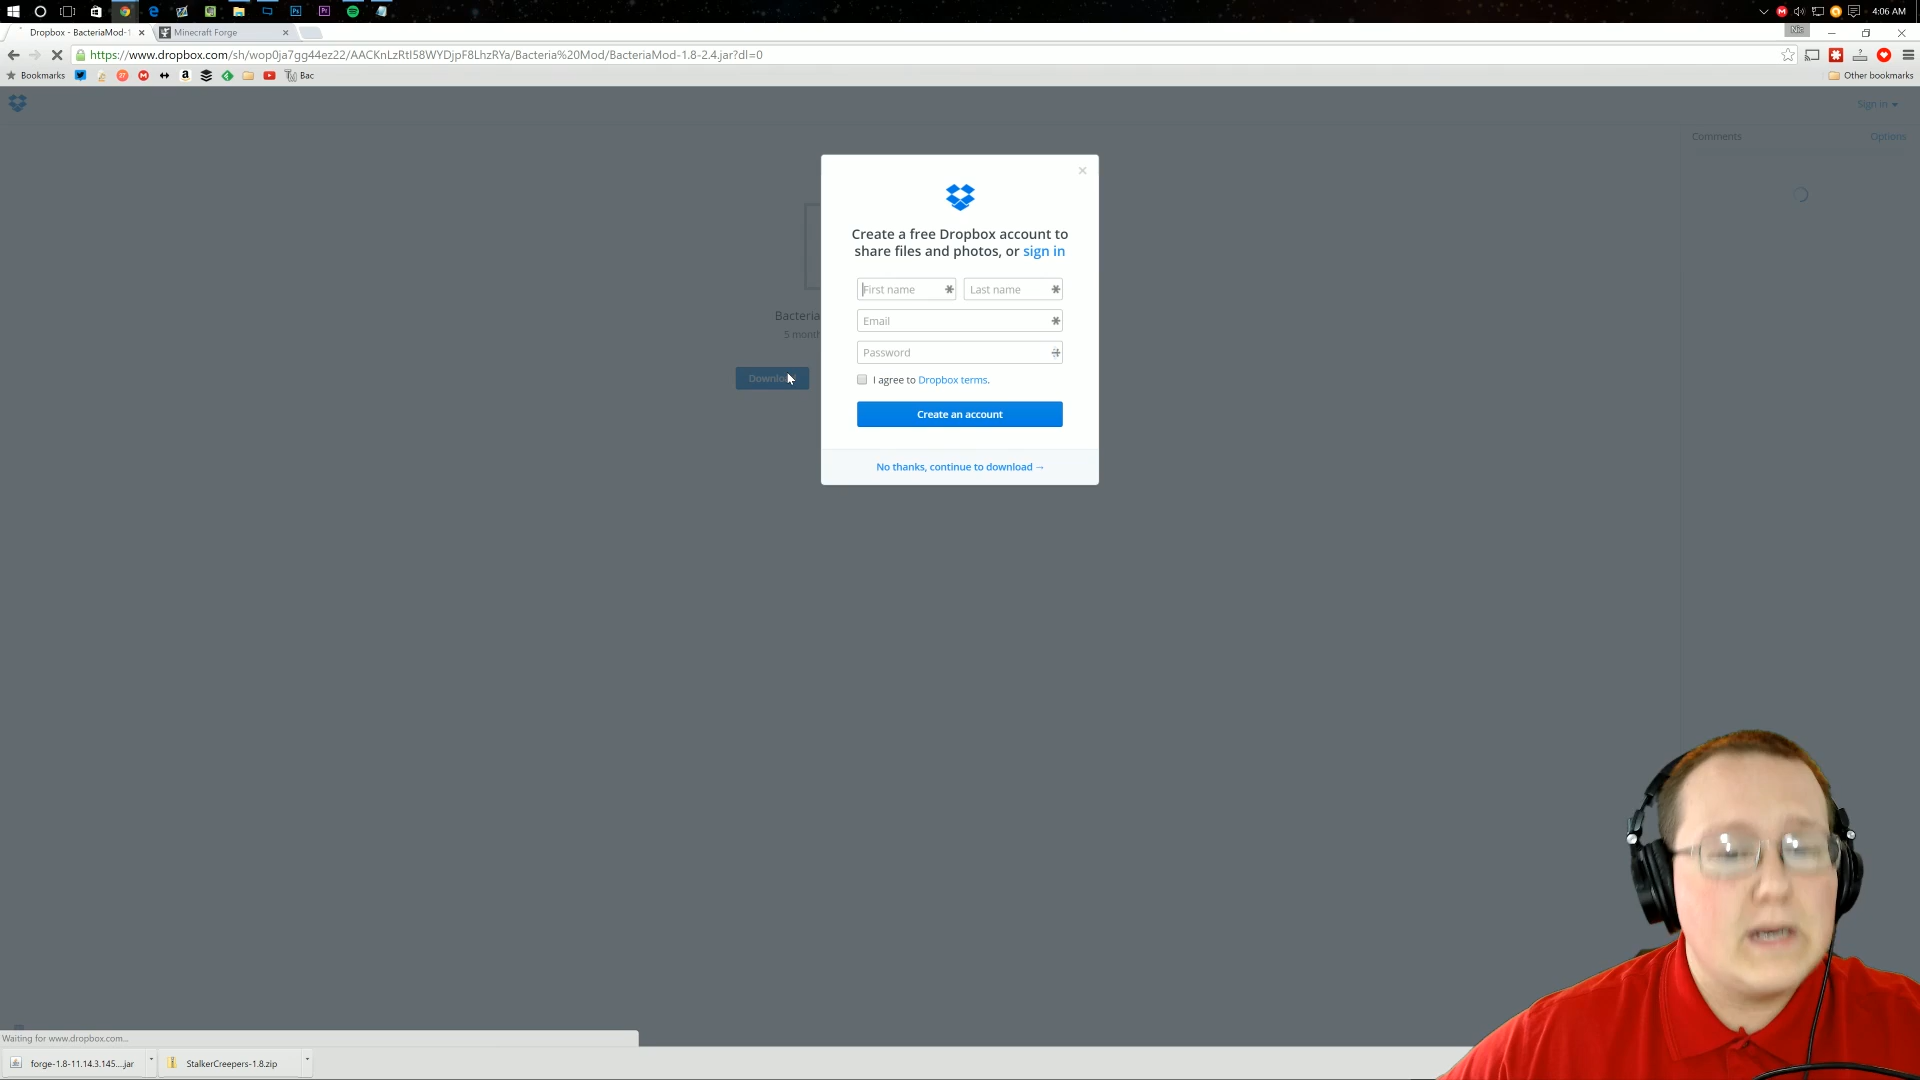 4:06 AM
Dropbox - BacteriaMod-1
Minecraft Forge
Nic
https://www.dropbox.com/sh/wop0ja7gg44ez22/AACKnLzRtI58WYDjpF8LhzRYa/Bacteria%20Mod/BacteriaMod-1.8-2.4.jar?dl=0
Bookmarks
Bac
Other bookmarks
Sign in
Comments
Options
Create a free Dropbox account to
share files and photos, or sign in
First name
Last name
Email
Bacteria
5 month
Password
Download
I agree to Dropbox terms.
Create an account
No thanks, continue to download →
Waiting for www.dropbox.com...
forge-1.8-11.14.3.145....jar
StalkerCreepers-1.8.zip